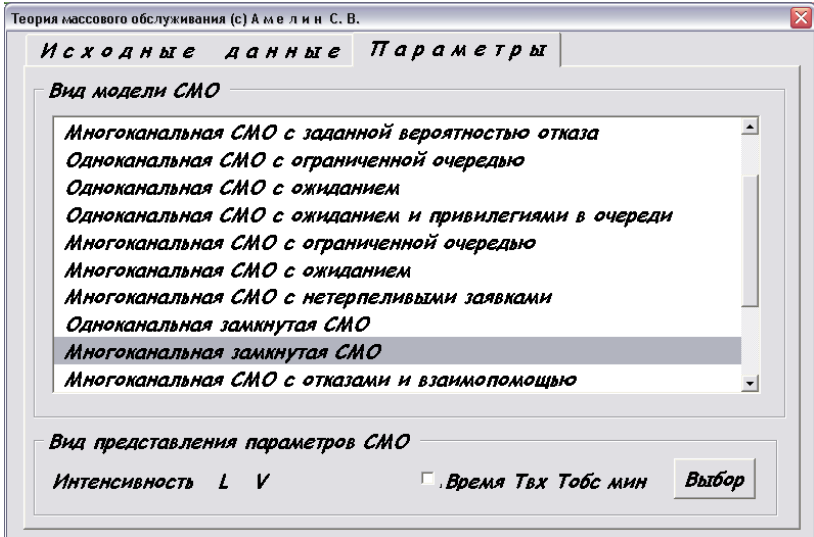 Теория массового обслуживания (c) А м е л и н С. В.
Исходные данные Параметры
Вид модели СМО
Многоканальная СМО с заданной вероятностью отказа
Одноканальная СМО с ограниченной очередью
Одноканальная СМО с ожиданием
Одноканальная СМО с ожиданием и привилегиями в очереди
Многоканальная СМО с ограниченной очередью
Многоканальная СМО с ожиданием
Многоканальная СМО с нетерпеливыми заявками
Одноканальная замкнутая СМО
Многоканальная замкнутая СМО
Многоканальная СМО с отказами и взаимопомощью
Вид представления параметров СМО
Интенсивность L V Время Твх Тобс мин Выбор